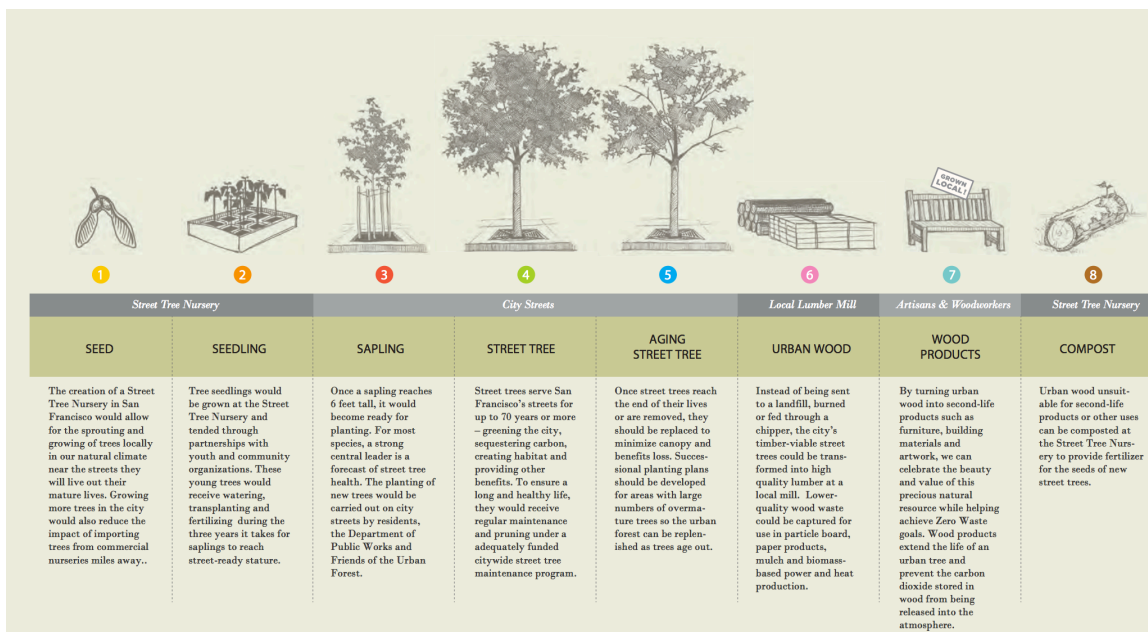 GROWN
LOCAL!
1
2
3
4
5
6
7
8
Street Tree Nursery
City Streets
Local Lumber Mill
Artisans & Woodworkers
Street Tree Nursery
SEED
The creation of a Street
Tree Nursery in San
Francisco would allow
for the sprouting and
growing of trees locally
in our natural climate
near the streets they
will live out their
mature lives. Growing
more trees in the city
would also reduce the
impact of importing
trees from commercial
nurseries miles away..
SEEDLING
Tree seedlings would
be grown at the Street
Tree Nursery and
tended through
partnerships with
youth and community
organizations. These
young trees would
receive watering,
transplanting and
fertilizing during the
three years it takes for
saplings to reach
street-ready stature.
SAPLING
Once a sapling reaches
6 feet tall, it would
become ready for
planting. For most
species, a strong
central leader is a
forecast of street tree
health. The planting of
new trees would be
carried out on city
streets by residents,
the Department of
Public Works and
Friends of the Urban
Forest.
STREET TREE
Street trees serve San
Francisco's streets for
up to 70 years or more
– greening the city,
sequestering carbon,
creating habitat and
providing other
benefits. To ensure a
long and healthy life,
they would receive
regular maintenance
and pruning under a
adequately funded
citywide street tree
maintenance program.
AGING
STREET TREE
Once street trees reach
the end of their lives
or are removed, they
should be replaced to
minimize canopy and
benefits loss. Succes-
sional planting plans
should be developed
for areas with large
numbers of overma-
ture trees so the urban
forest can be replen-
ished as trees age out.
URBAN WOOD
Instead of being sent
to a landfill, burned
or fed through a
chipper, the city's
timber-viable street
trees could be trans-
formed into high
quality lumber at a
local mill. Lower-
quality wood waste
could be captured for
use in particle board,
paper products,
mulch and biomass-
based power and heat
production.
WOOD
PRODUCTS
By turning urban
wood into second-life
products such as
furniture, building
materials and
artwork, we can
celebrate the beauty
and value of this
precious natural
resource while helping
achieve Zero Waste
goals. Wood products
extend the life of an
urban tree and
prevent the carbon
dioxide stored in
wood from being
released into the
atmosphere.
COMPOST
Urban wood unsuit-
able for second-life
products or other uses
can be composted at
the Street Tree Nurs-
ery to provide fertilizer
for the seeds of new
street trees.